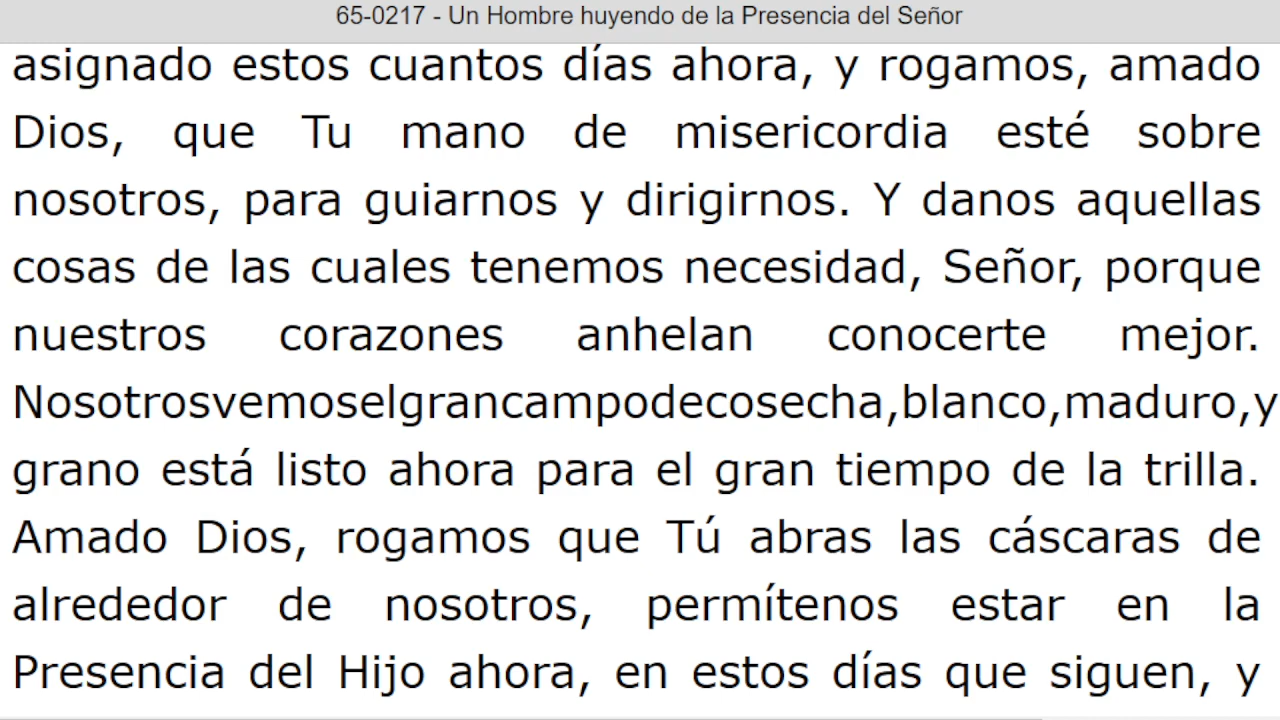 65-0217 - Un Hombre huyendo de la Presencia del Señor
asignado estos cuantos días ahora, y rogamos, amado
Dios, que Tu mano de misericordia esté sobre
nosotros, para guiarnos y dirigirnos. Y danos aquellas
cosas de las cuales tenemos necesidad, Señor, porque
nuestros corazones anhelan conocerte mejor.
Nosotrosvemoselgrancampodecosecha,blanco,maduro,y
grano está listo ahora para el gran tiempo de la trilla.
Amado Dios, rogamos que Tú abras las cáscaras de
alrededor de nosotros, permítenos estar en la
Presencia del Hijo ahora, en estos días que siguen, y